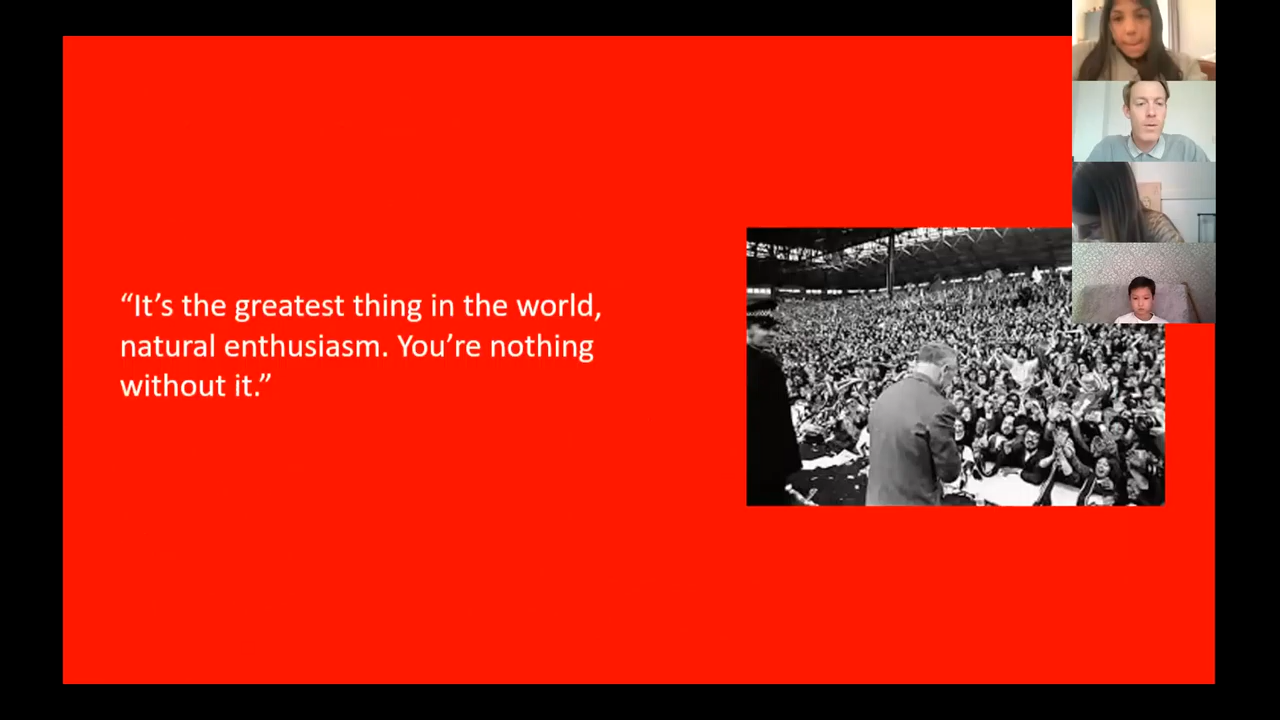 “It’s the greatest thing in the world,
natural enthusiasm. You’re nothing
without it.”